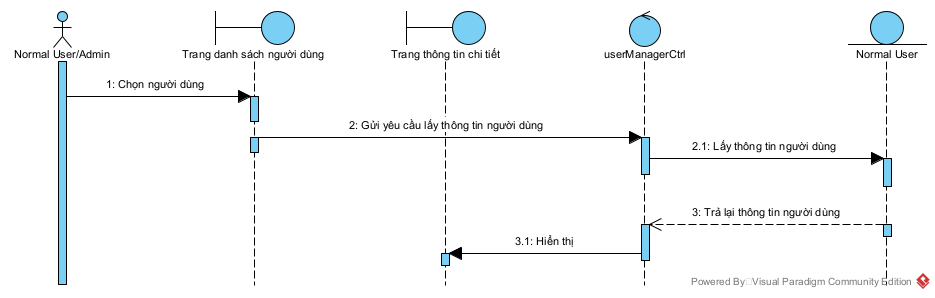 Normal User/Admin
Trang danh sách người dùng
Trang thông tin chi tiết
userManagerCtrl
Normal User
1: Chọn người dùng
2: Gửi yêu cầu lấy thông tin người dùng
2.1: Lấy thông tin người dùng
3: Trả lại thông tin người dùng
3.1: Hiển thị
Powered By Visual Paradigm Community Edition